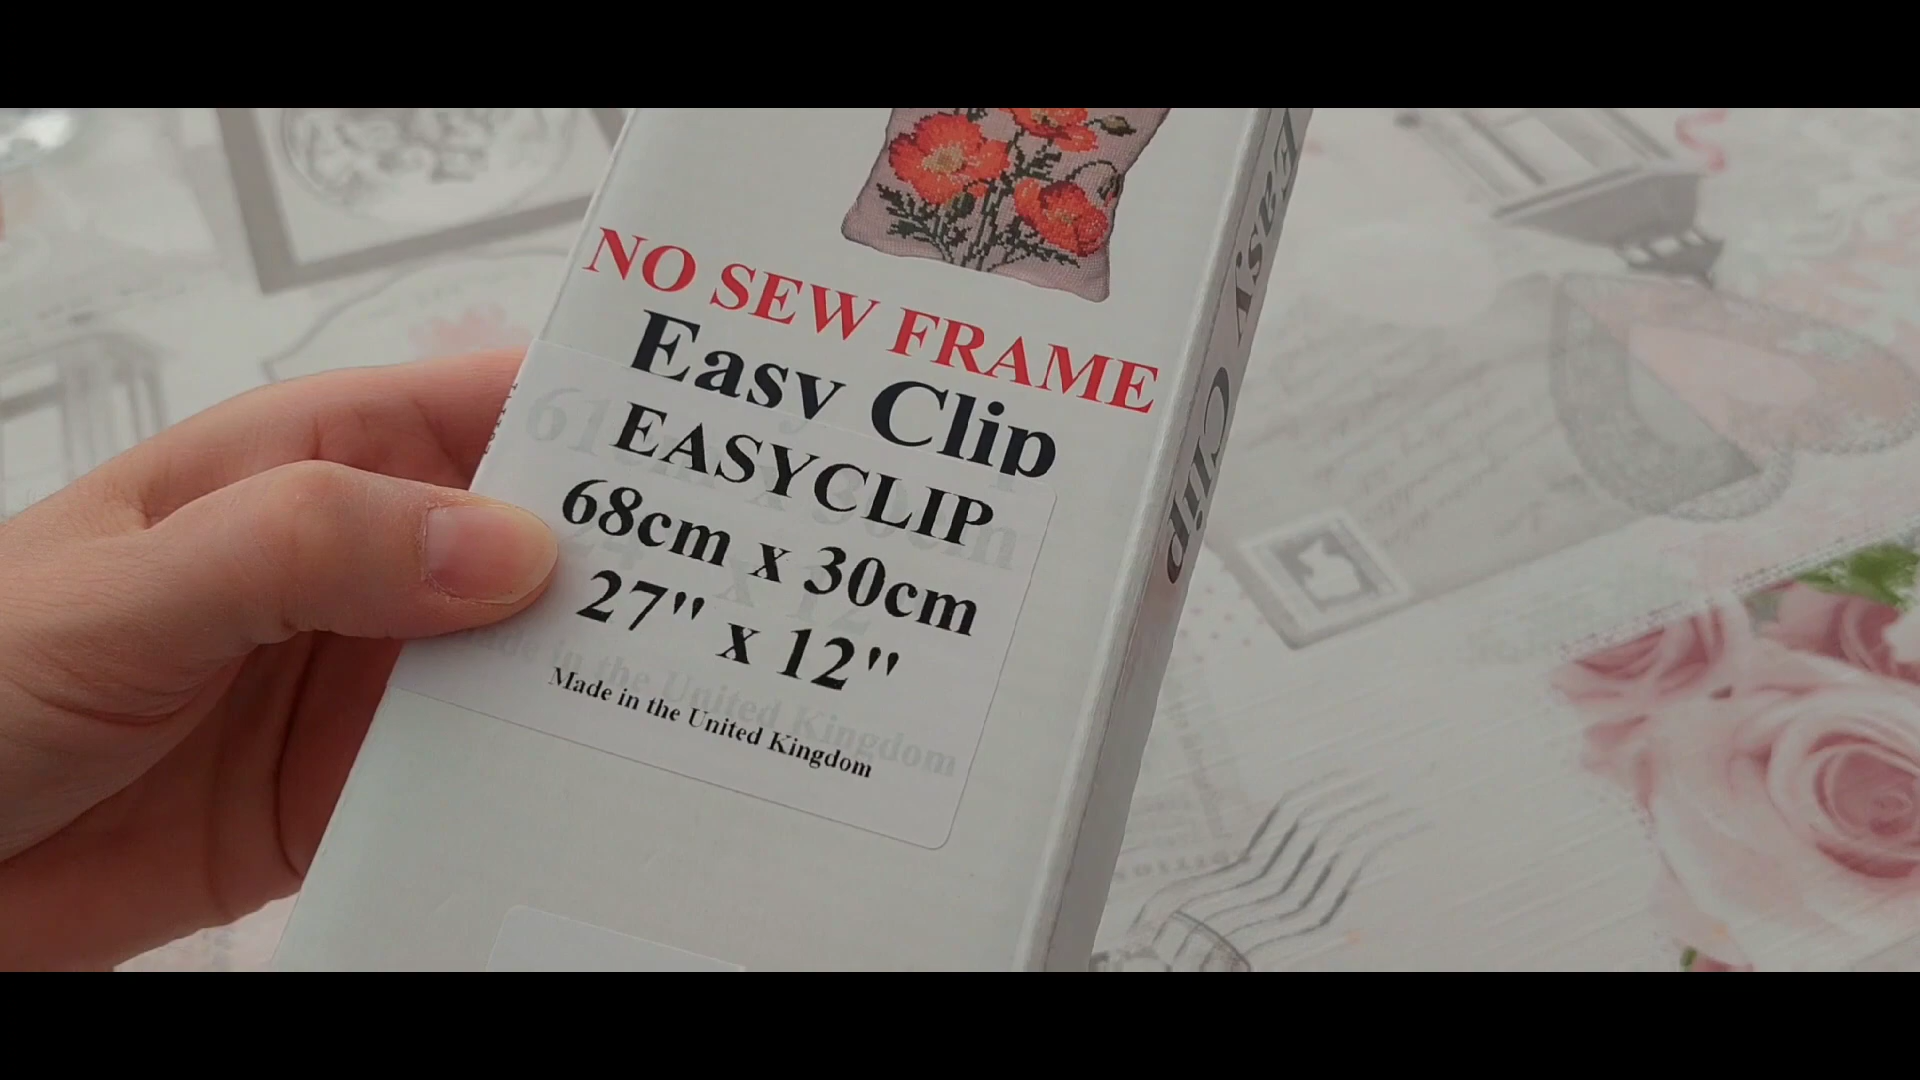 NO SEW FRAME
Easy Clip
EASYCLIP
68cm x 30cm
27" x 12"
Made in the United Kingdom
Easy Clip